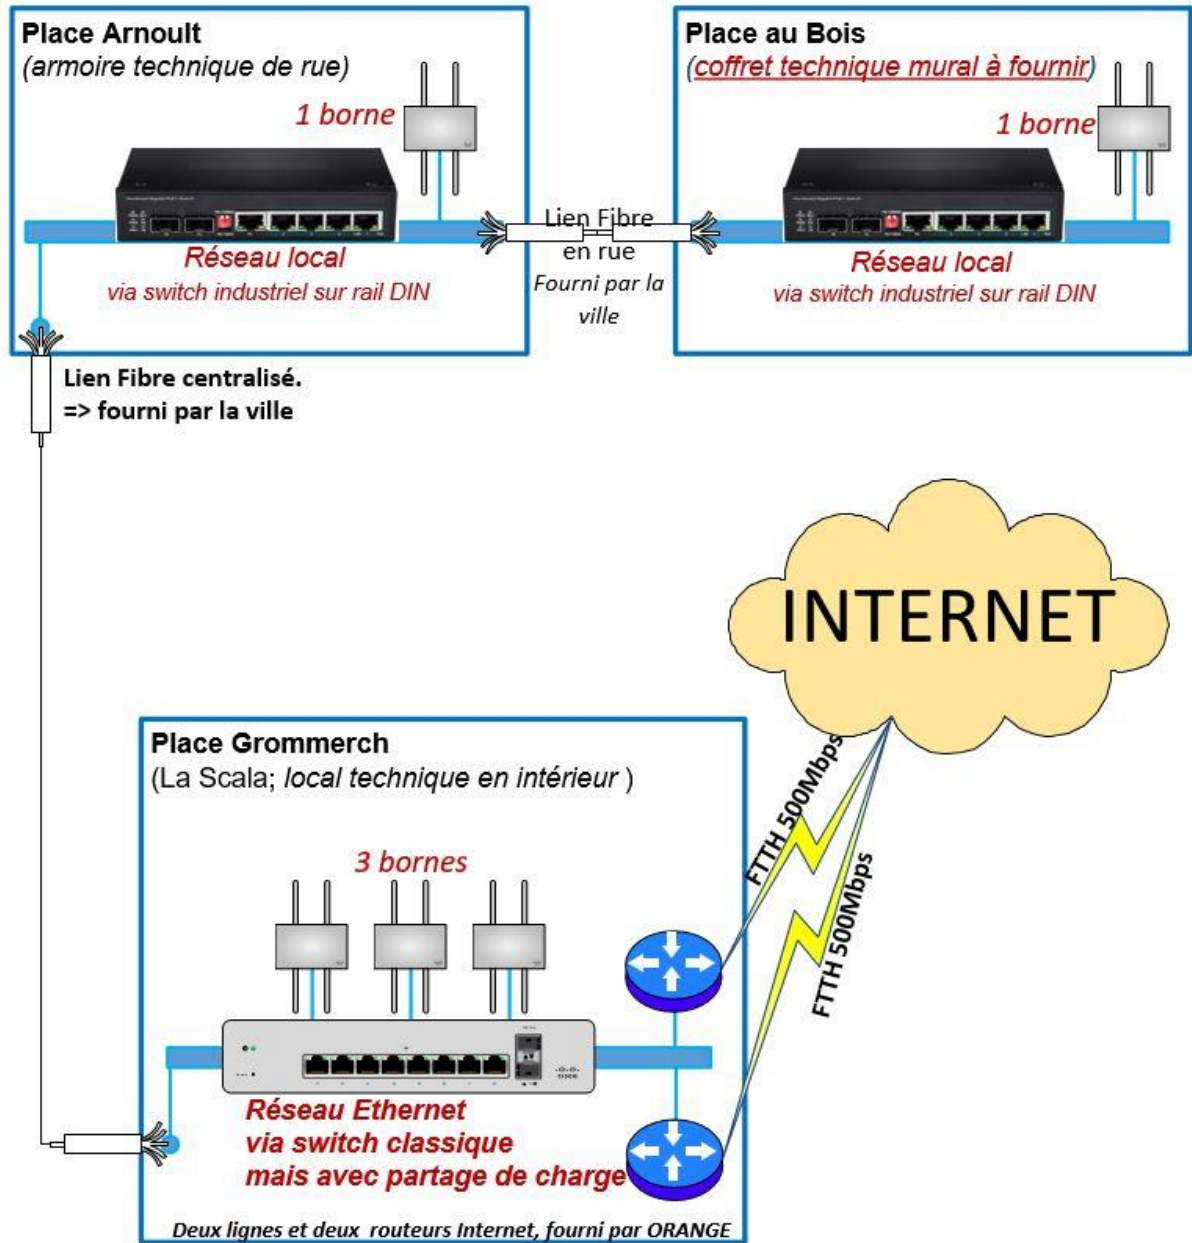 Place Arnoult
(armoire technique de rue)
1 borne
Réseau local
via switch industriel sur rail DIN
Lien Fibre
en rue
Fourni par la
ville
Place au Bois
(coffret technique mural à fournir)
1 borne
Réseau local
via switch industriel sur rail DIN
Lien Fibre centralisé.
=> fourni par la ville
INTERNET
FTTH 500Mbps
FTTH 500Mbps
Place Grommerch
(La Scala; local technique en intérieur )
3 bornes
CISCO
Réseau Ethernet
via switch classique
mais avec partage de charge
Deux lignes et deux routeurs Internet, fourni par ORANGE